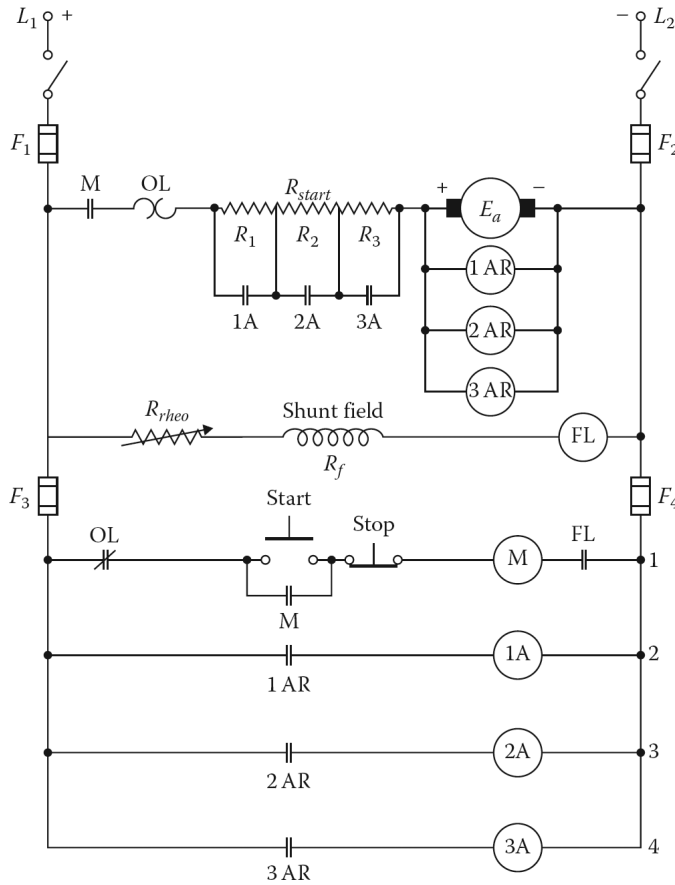 L1 + − L2
F1 F2
M OL Rstart + Ea −
R1 R2 R3
1 AR
1A 2A 3A
2 AR
3 AR
Rrheo Shunt field FL
Rf
F3 F4
Start
Stop
OL FL
M 1
M
1A 2
1 AR
2A 3
2 AR
3A 4
3 AR